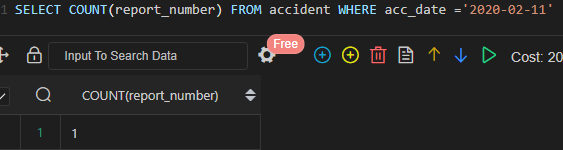 1 SELECT COUNT(report_number) FROM accident WHERE acc_date ='2020-02-11'
Input To Search Data Free Cost: 20
COUNT(report_number)
1 1